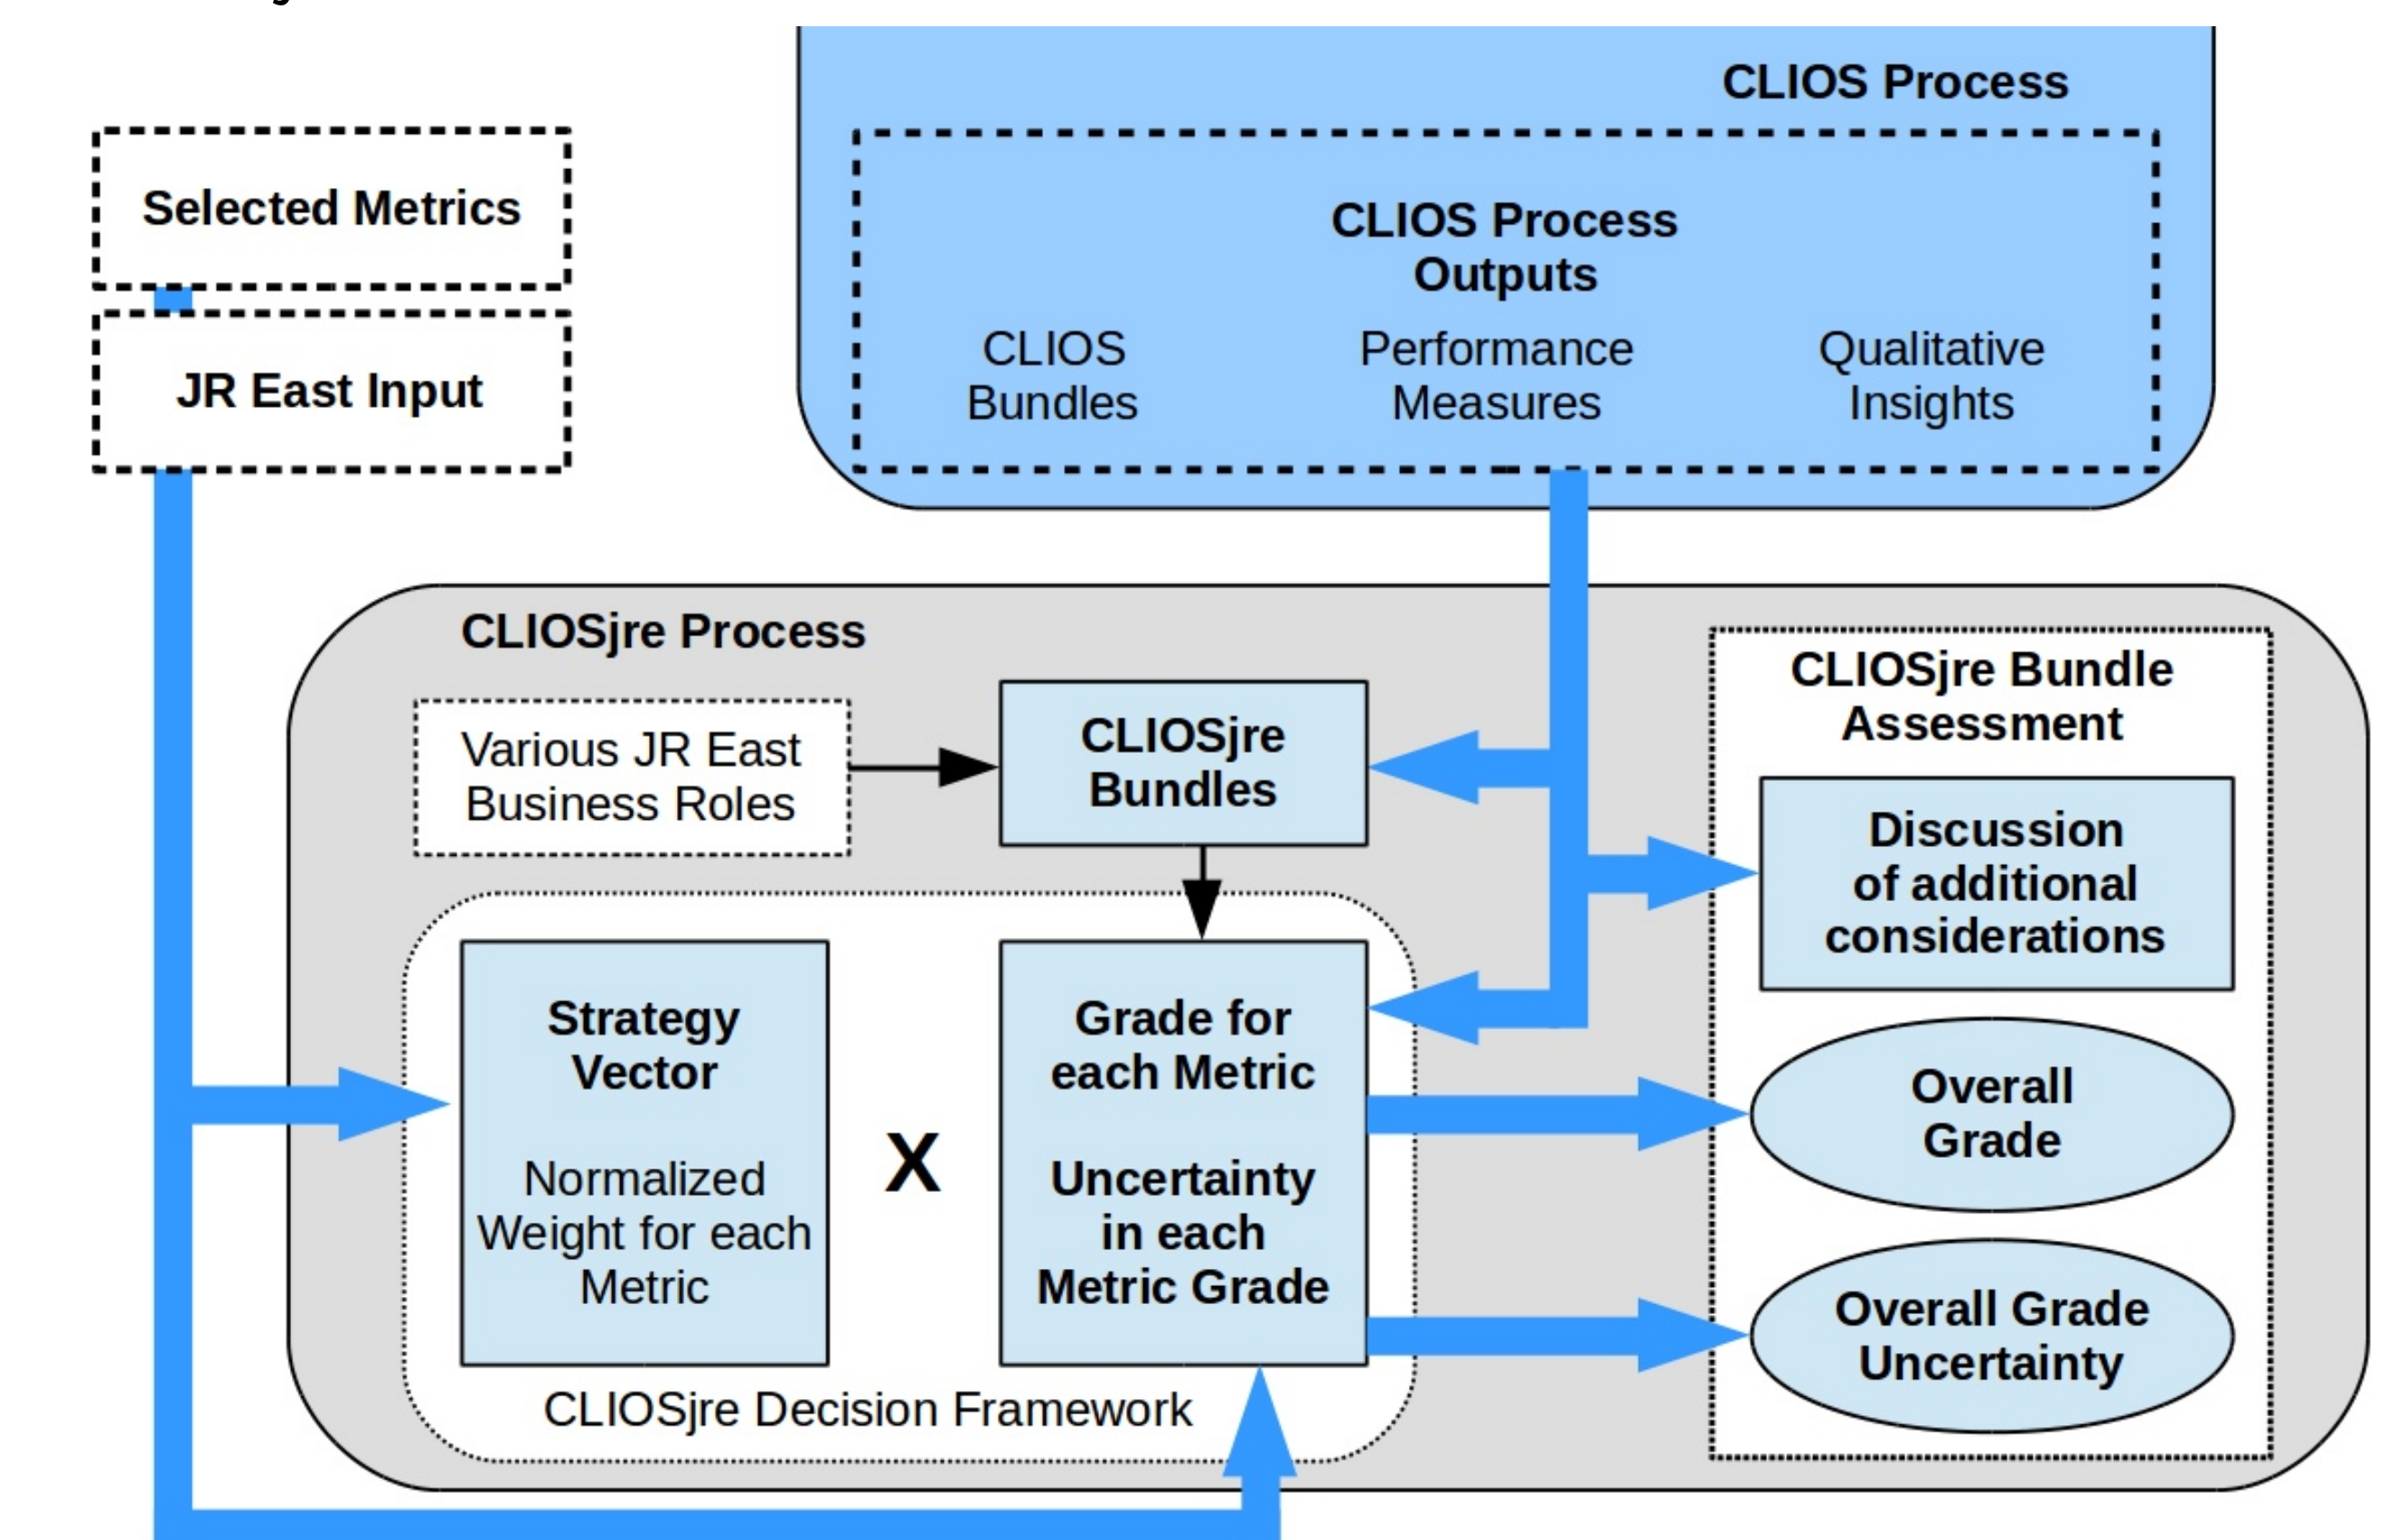 CLIOS Process
Selected Metrics
JR East Input
CLIOS Process
Outputs
CLIOS
Bundles
Performance
Measures
Qualitative
Insights
CLIOSjre Process
Various JR East
Business Roles
CLIOSjre
Bundles
CLIOSjre Bundle
Assessment
Discussion
of additional
considerations
Strategy
Vector
Normalized
Weight for each
Metric
X
Grade for
each Metric
Uncertainty
in each
Metric Grade
Overall
Grade
Overall Grade
Uncertainty
CLIOSjre Decision Framework